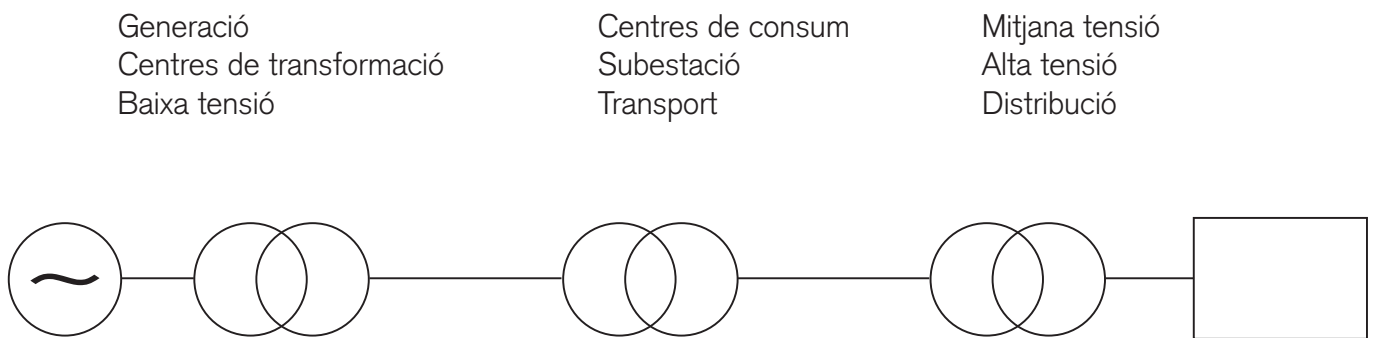 Generació
Centres de transformació
Baixa tensió
Centres de consum
Subestació
Transport
Mitjana tensió
Alta tensió
Distribució
~